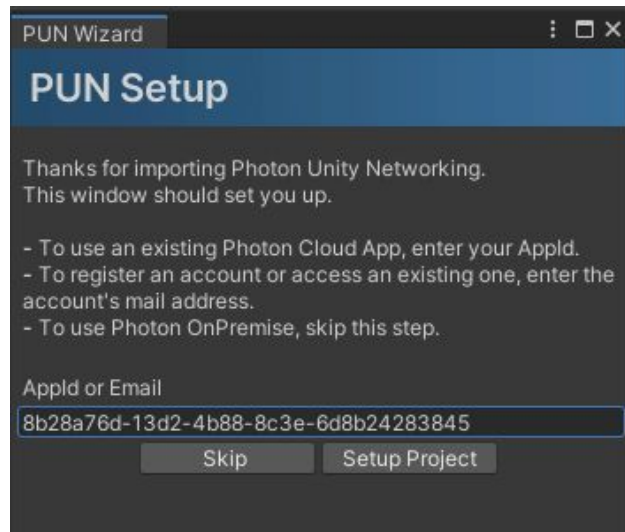 PUN Wizard
PUN Setup
Thanks for importing Photon Unity Networking.
This window should set you up.
- To use an existing Photon Cloud App, enter your AppId.
- To register an account or access an existing one, enter the
account's mail address.
- To use Photon OnPremise, skip this step.
AppId or Email
8b28a76d-13d2-4b88-8c3e-6d8b24283845
Skip Setup Project